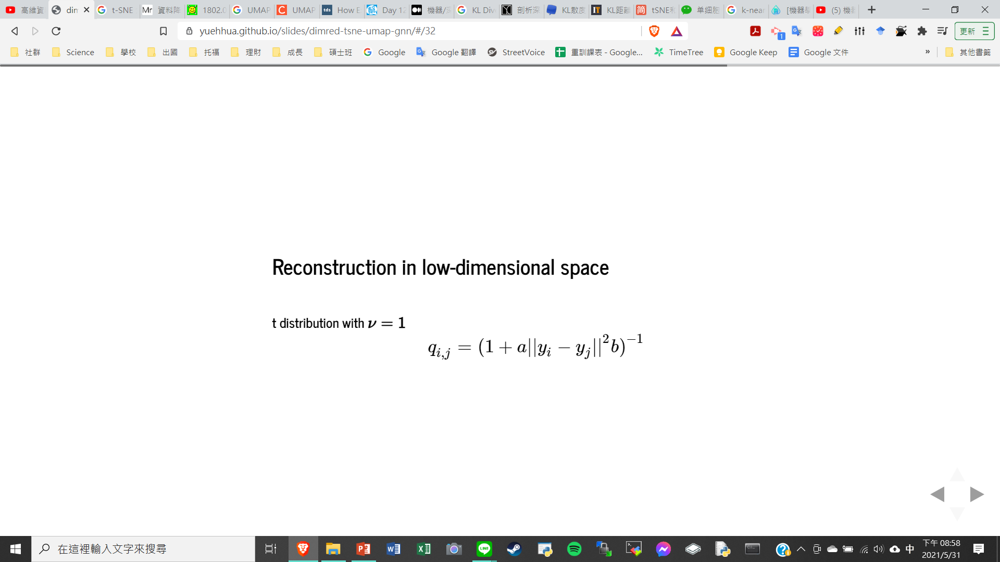 高維資 din t-SNE 資料降 1802.0 UMAP UMAP How E Day 12 機器/深 KL Div 剖析深 KL散度 KL距離 tSNE和 单细胞 k-near [機器學 (5) 機器
yuehhua.github.io/slides/dimred-tsne-umap-gnn/#/32 1 更新
社群 Science 學校 出國 托福 理財 成長 碩士班 Google Google 翻譯 StreetVoice 重訓課表 - Google... TimeTree Google Keep Google 文件 » 其他書籤
Reconstruction in low-dimensional space
t distribution with ν = 1
q_{i,j} = (1 + a||y_i − y_j||^2 b)^{−1}
在這裡輸入文字來搜尋 中 下午 08:58
2021/5/31